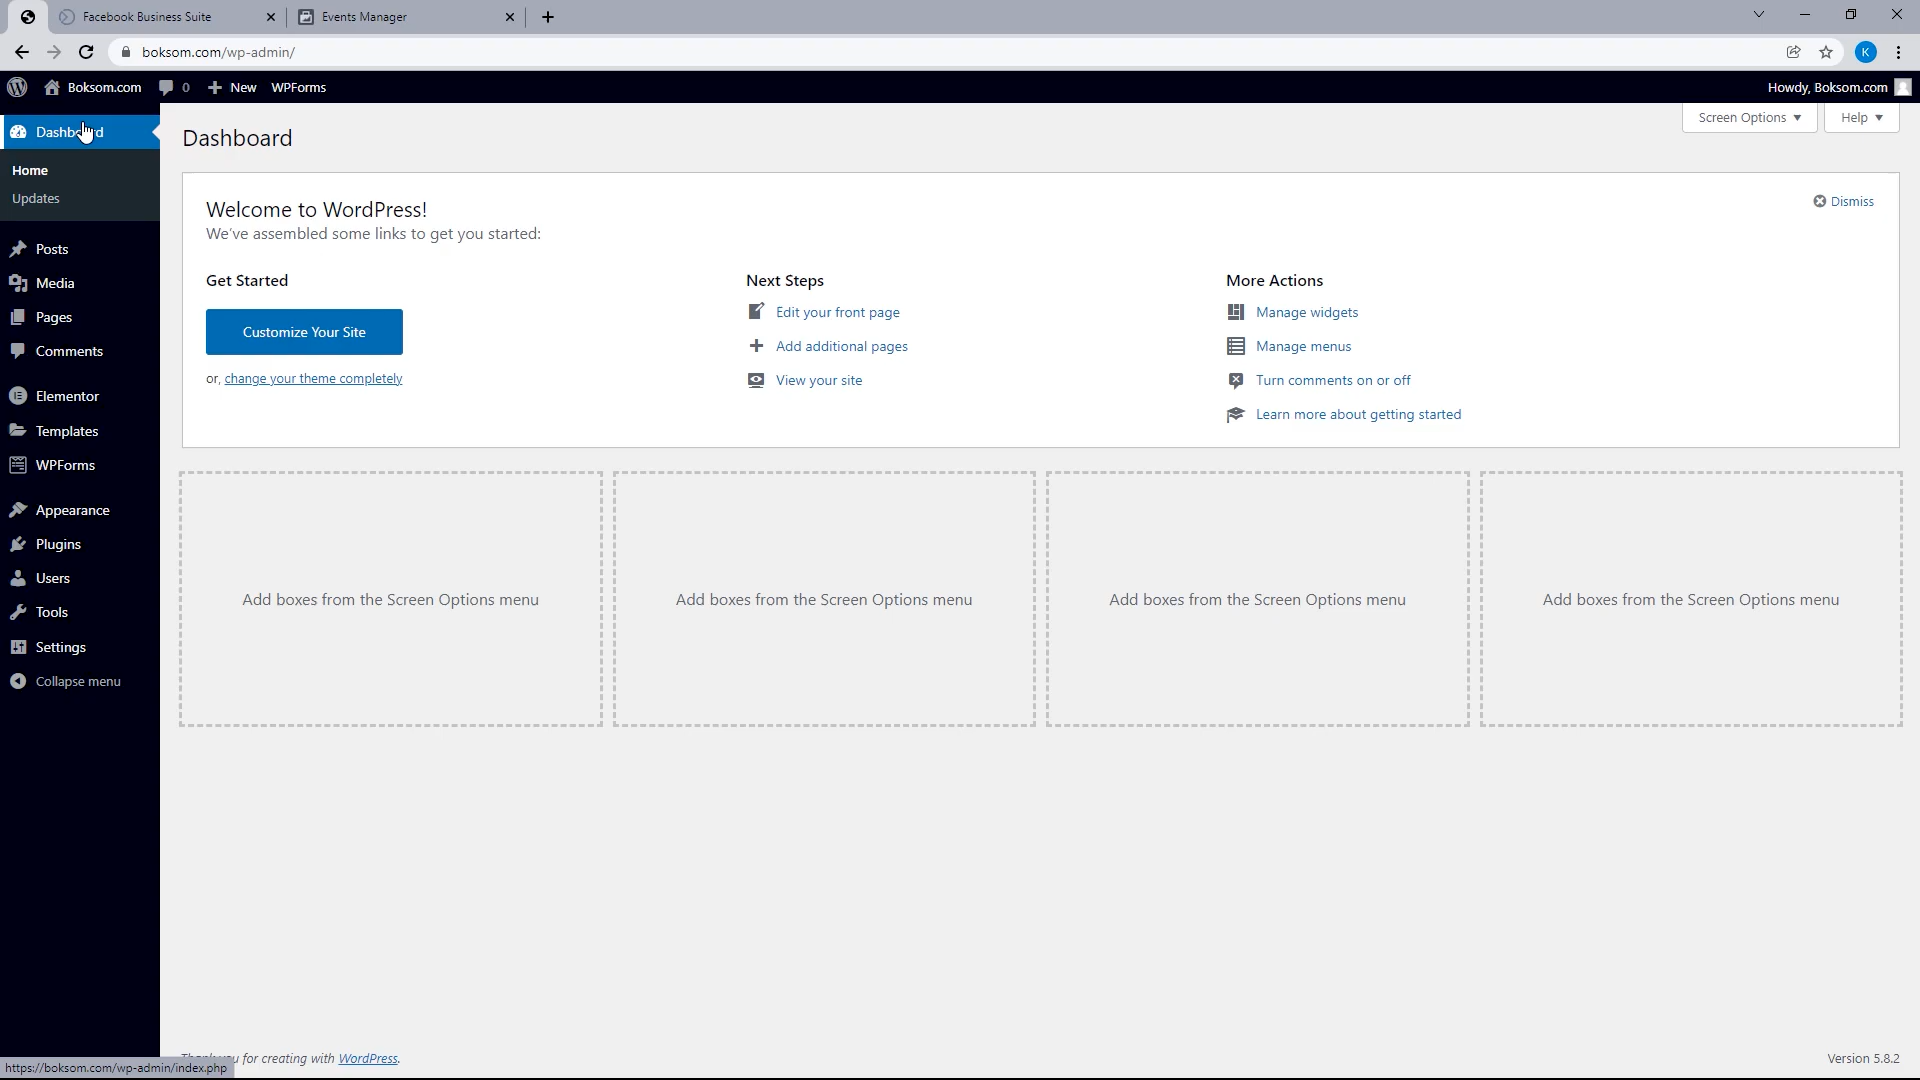 Facebook Business Suite
Events Manager
boksom.com/wp-admin/
K
Boksom.com 0 New WPForms
Howdy, Boksom.com
Dashboard
Home
Updates
Posts
Media
Pages
Comments
Elementor
Templates
WPForms
Appearance
Plugins
Users
Tools
Settings
Collapse menu
Dashboard
Screen Options
Help
Welcome to WordPress!
We've assembled some links to get you started:
Dismiss
Get Started
Customize Your Site
or, change your theme completely
Next Steps
Edit your front page
Add additional pages
View your site
More Actions
Manage widgets
Manage menus
Turn comments on or off
Learn more about getting started
Add boxes from the Screen Options menu
Add boxes from the Screen Options menu
Add boxes from the Screen Options menu
Add boxes from the Screen Options menu
Thank you for creating with WordPress.
Version 5.8.2
https://boksom.com/wp-admin/index.php